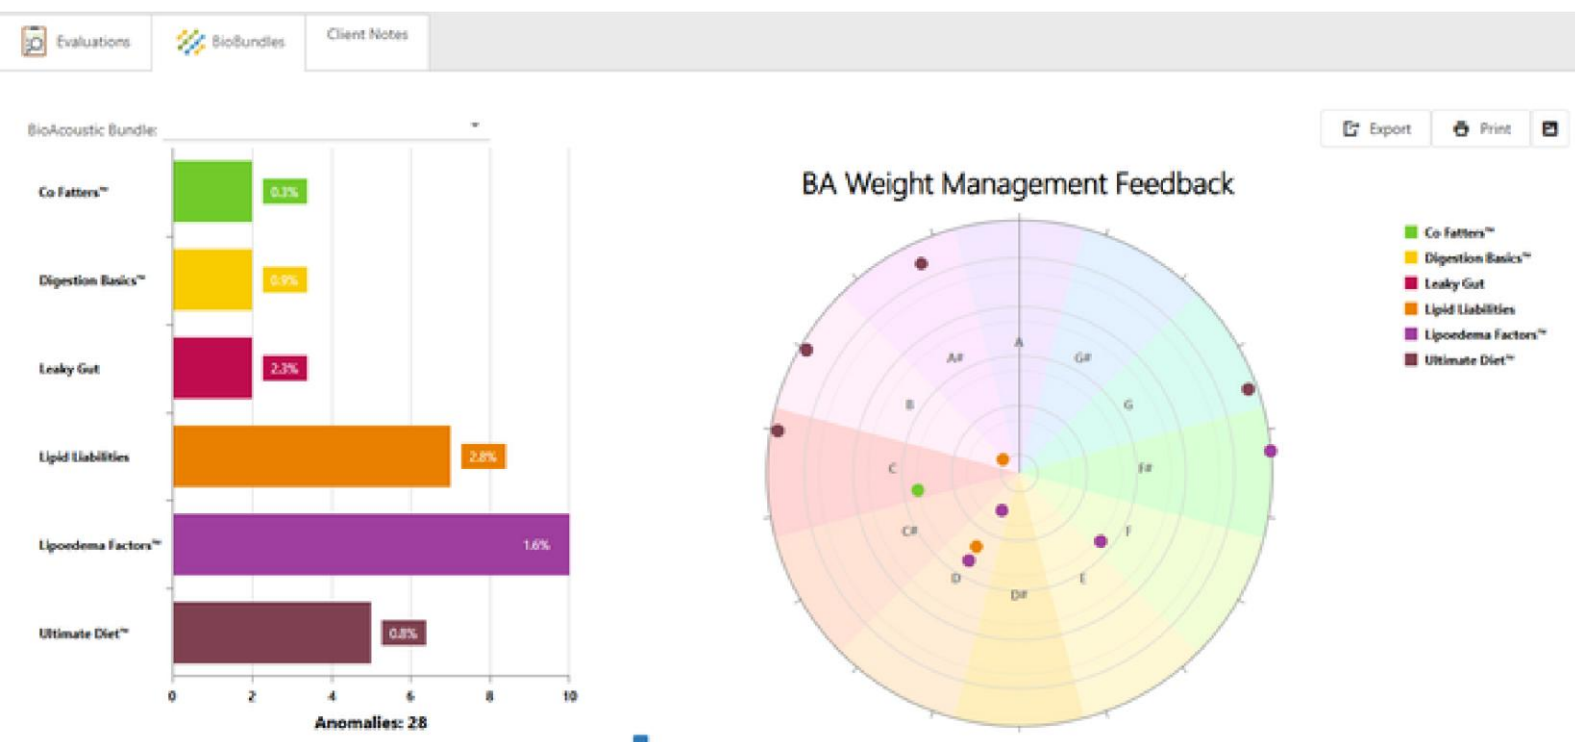 Evaluations
BioBundles
Client Notes
BioAcoustic Bundle:
Export
Print
Co Fatters™
0.3%
Digestion Basics™
0.9%
Leaky Gut
2.3%
Lipid Liabilities
2.8%
Lipoedema Factors™
1.6%
Ultimate Diet™
0.8%
0 2 4 6 8 10
Anomalies: 28
BA Weight Management Feedback
A
A#
G#
B
G
C
F#
C#
F
D
E
D#
Co Fatters™
Digestion Basics™
Leaky Gut
Lipid Liabilities
Lipoedema Factors™
Ultimate Diet™